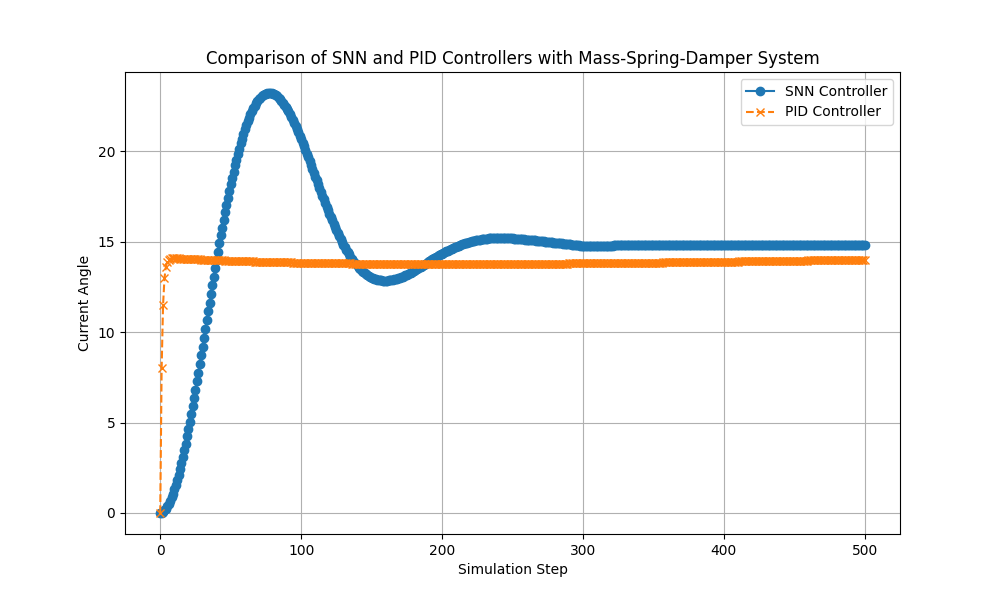 Comparison of SNN and PID Controllers with Mass-Spring-Damper System
SNN Controller
PID Controller
20
15
10
5
0
Current Angle
0 100 200 300 400 500
Simulation Step